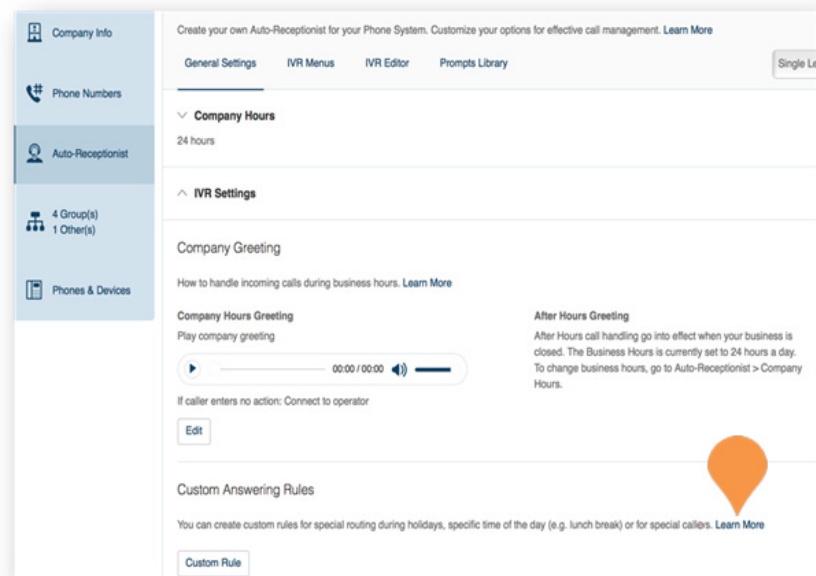 Company Info
Phone Numbers
Auto-Receptionist
4 Group(s)
1 Other(s)
Phones & Devices
Create your own Auto-Receptionist for your Phone System. Customize your options for effective call management. Learn More
General Settings IVR Menus IVR Editor Prompts Library
Single Le
Company Hours
24 hours
IVR Settings
Company Greeting
How to handle incoming calls during business hours. Learn More
Company Hours Greeting
Play company greeting
00:00 / 00:00
If caller enters no action: Connect to operator
Edit
After Hours Greeting
After Hours call handling go into effect when your business is
closed. The Business Hours is currently set to 24 hours a day.
To change business hours, go to Auto-Receptionist > Company
Hours.
Custom Answering Rules
You can create custom rules for special routing during holidays, specific time of the day (e.g. lunch break) or for special callers. Learn More
Custom Rule